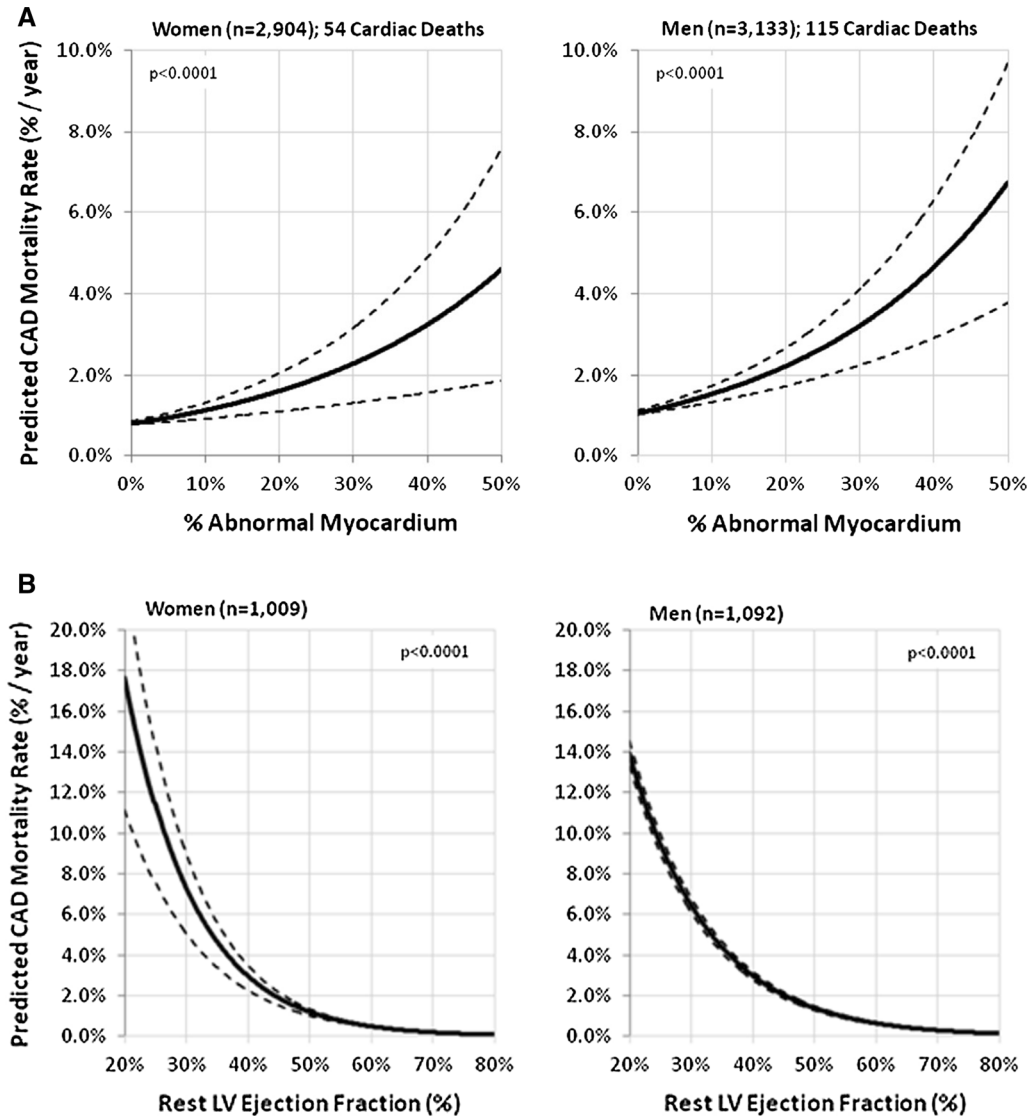 A
Women (n=2,904); 54 Cardiac Deaths
Predicted CAD Mortality Rate (% / year)
10.0%
8.0%
6.0%
4.0%
2.0%
0.0%
p<0.0001
0% 10% 20% 30% 40% 50%
% Abnormal Myocardium
Men (n=3,133); 115 Cardiac Deaths
10.0%
8.0%
6.0%
4.0%
2.0%
0.0%
p<0.0001
0% 10% 20% 30% 40% 50%
% Abnormal Myocardium
B
Women (n=1,009)
Predicted CAD Mortality Rate (% / year)
20.0%
18.0%
16.0%
14.0%
12.0%
10.0%
8.0%
6.0%
4.0%
2.0%
0.0%
p<0.0001
20% 30% 40% 50% 60% 70% 80%
Rest LV Ejection Fraction (%)
Men (n=1,092)
20.0%
18.0%
16.0%
14.0%
12.0%
10.0%
8.0%
6.0%
4.0%
2.0%
0.0%
p<0.0001
20% 30% 40% 50% 60% 70% 80%
Rest LV Ejection Fraction (%)